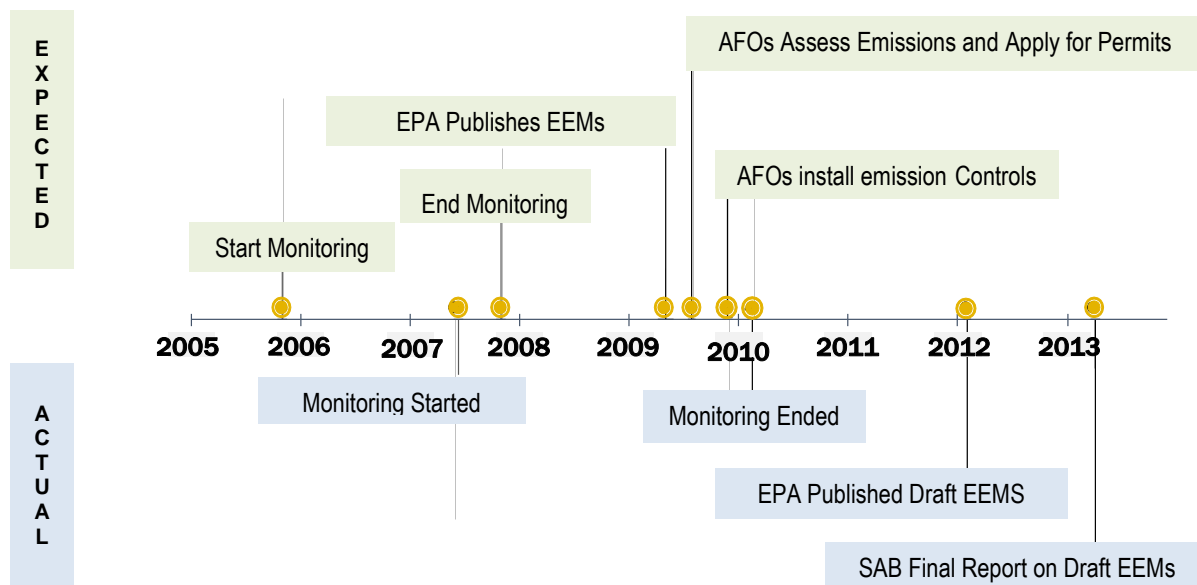 EXPECTED
AFOs Assess Emissions and Apply for Permits
EPA Publishes EEMs
AFOs install emission Controls
End Monitoring
Start Monitoring
2005 2006 2007 2008 2009 2010 2011 2012 2013
ACTUAL
Monitoring Started
Monitoring Ended
EPA Published Draft EEMS
SAB Final Report on Draft EEMs